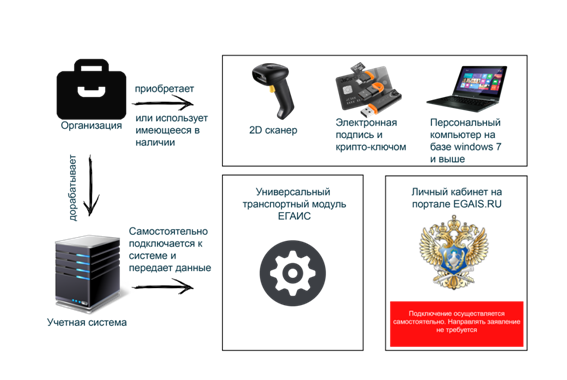 приобретает
или использует
имеющееся в
наличии
Организация
2D сканер
Электронная
подпись и
крипто-ключом
Персональный
компьютер на
базе windows 7
и выше
дорабатывает
Универсальный
транспортный модуль
ЕГАИС
Личный кабинет на
портале EGAIS.RU
Самостоятельно
подключается к
системе и
передает данные
Учетная система
Подключение осуществляется
самостоятельно. Направлять заявление
не требуется